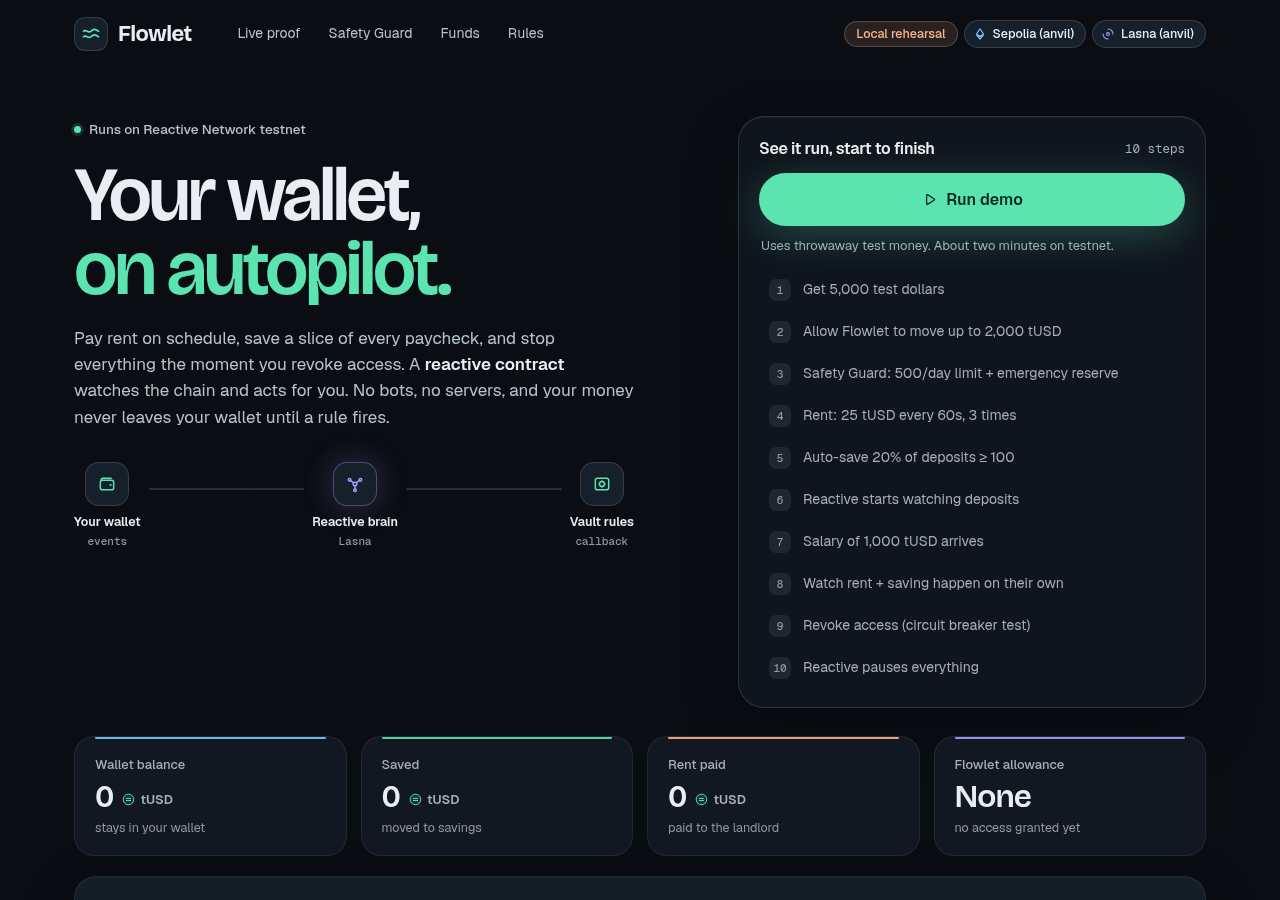 Flowlet
Live proof
Safety Guard
Funds
Rules
Local rehearsal
Sepolia (anvil)
Lasna (anvil)
Runs on Reactive Network testnet
Your wallet,
on autopilot.
Pay rent on schedule, save a slice of every paycheck, and stop
everything the moment you revoke access. A reactive contract
watches the chain and acts for you. No bots, no servers, and your money
never leaves your wallet until a rule fires.
Your wallet
events
Reactive brain
Lasna
Vault rules
callback
See it run, start to finish
10 steps
Run demo
Uses throwaway test money. About two minutes on testnet.
1 Get 5,000 test dollars
2 Allow Flowlet to move up to 2,000 tUSD
3 Safety Guard: 500/day limit + emergency reserve
4 Rent: 25 tUSD every 60s, 3 times
5 Auto-save 20% of deposits ≥ 100
6 Reactive starts watching deposits
7 Salary of 1,000 tUSD arrives
8 Watch rent + saving happen on their own
9 Revoke access (circuit breaker test)
10 Reactive pauses everything
Wallet balance
0 tUSD
stays in your wallet
Saved
0 tUSD
moved to savings
Rent paid
0 tUSD
paid to the landlord
Flowlet allowance
None
no access granted yet